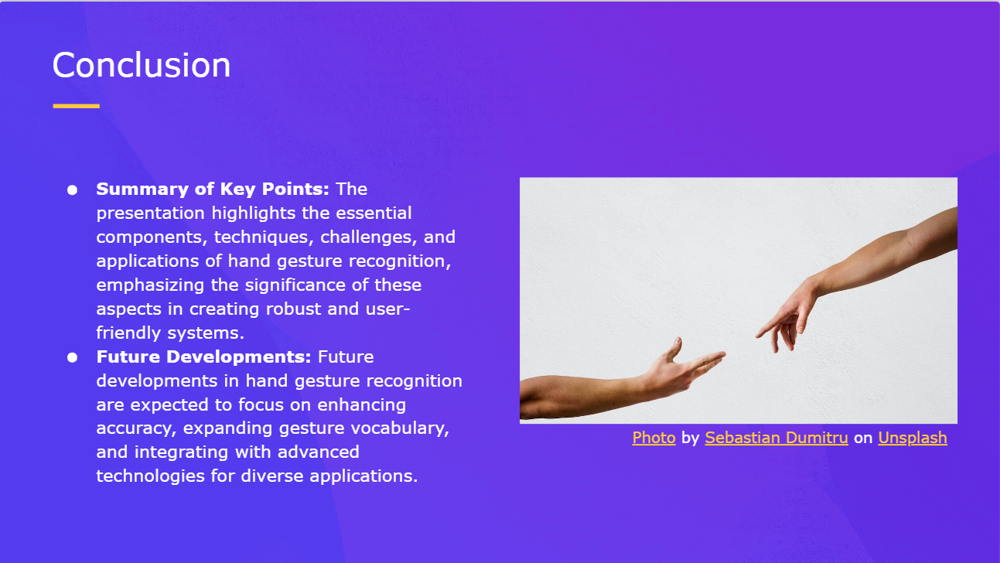 Conclusion
● Summary of Key Points: The
presentation highlights the essential
components, techniques, challenges, and
applications of hand gesture recognition,
emphasizing the significance of these
aspects in creating robust and user-
friendly systems.
● Future Developments: Future
developments in hand gesture recognition
are expected to focus on enhancing
accuracy, expanding gesture vocabulary,
and integrating with advanced
technologies for diverse applications.
Photo by Sebastian Dumitru on Unsplash